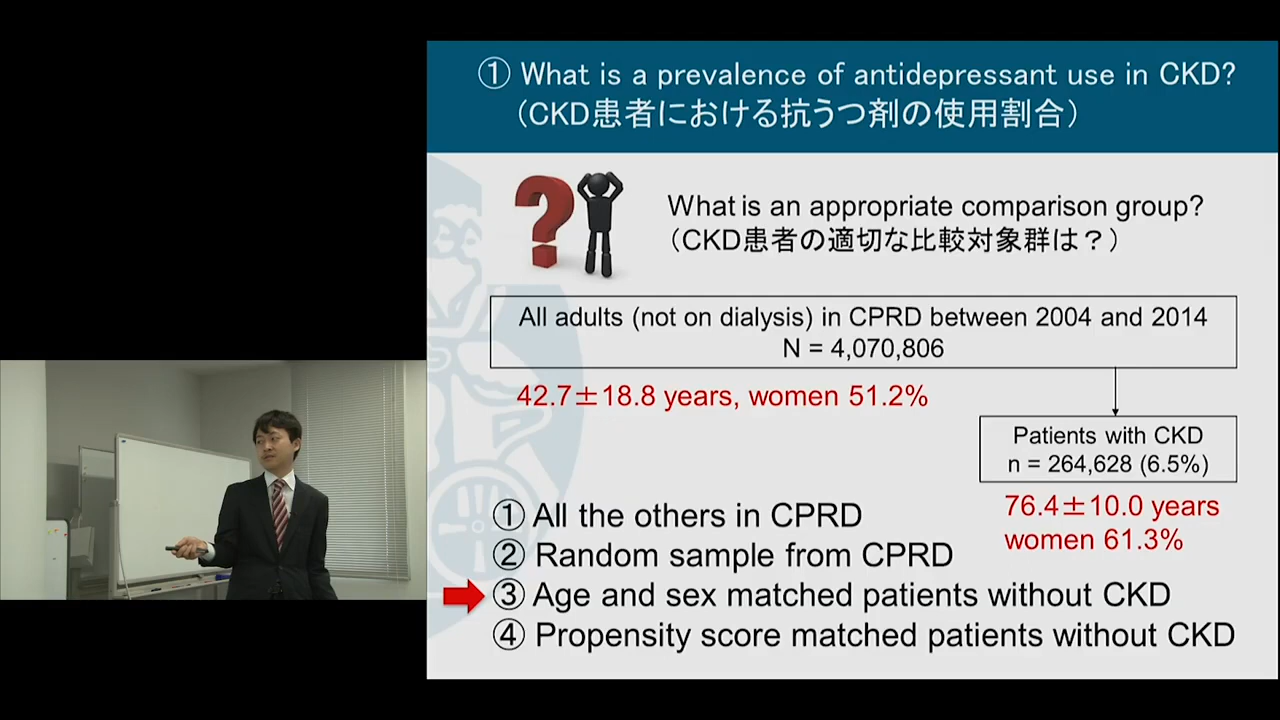 ① What is a prevalence of antidepressant use in CKD?
（CKD患者における抗うつ剤の使用割合）
What is an appropriate comparison group?
（CKD患者の適切な比較対象群は？）
All adults (not on dialysis) in CPRD between 2004 and 2014
N = 4,070,806
42.7±18.8 years, women 51.2%
Patients with CKD
n = 264,628 (6.5%)
76.4±10.0 years
women 61.3%
① All the others in CPRD
② Random sample from CPRD
③ Age and sex matched patients without CKD
④ Propensity score matched patients without CKD